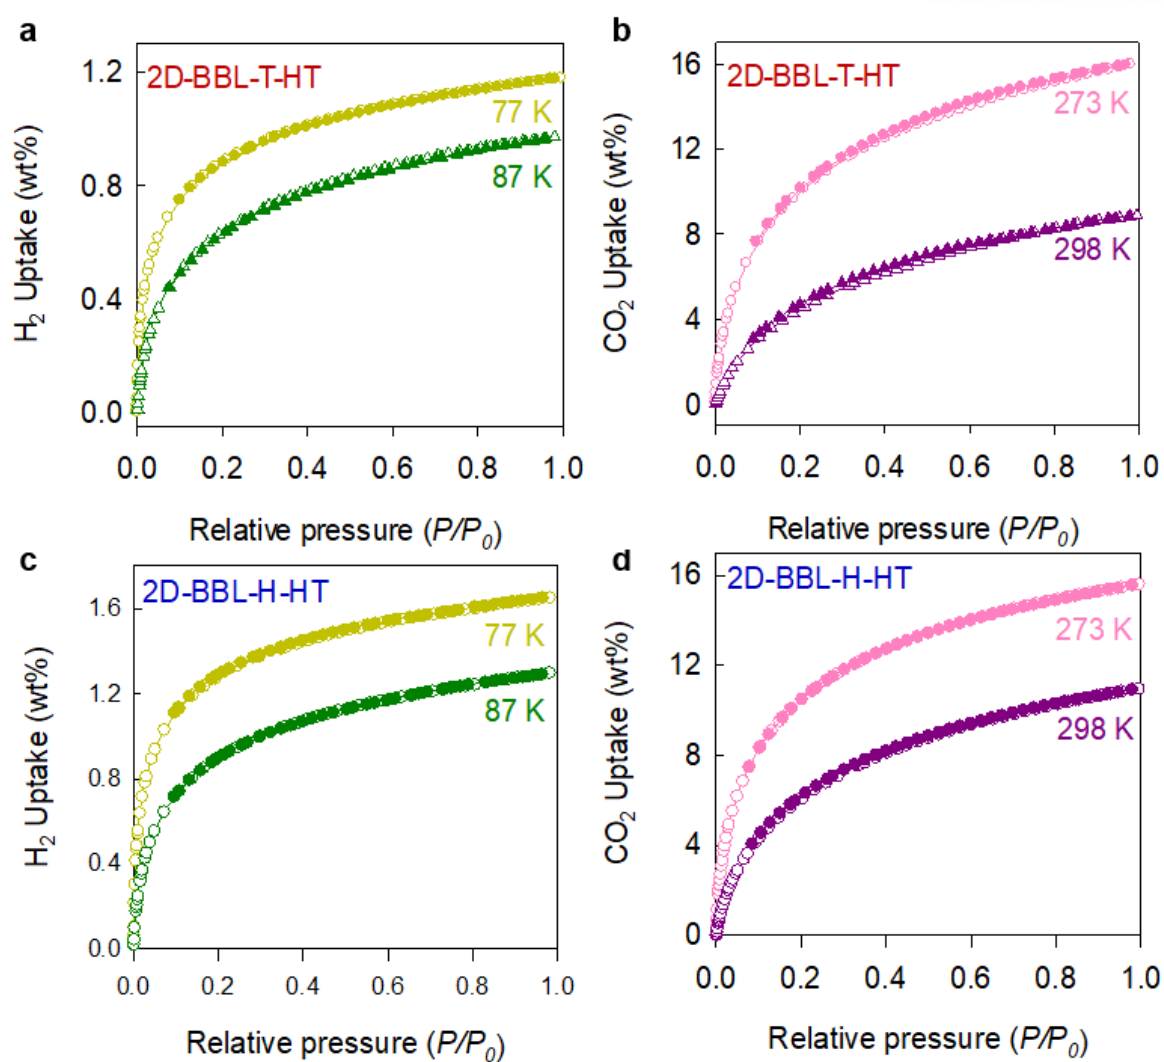 a
2D-BBL-T-HT
77 K
87 K
H₂ Uptake (wt%)
1.2
0.8
0.4
0.0
0.0 0.2 0.4 0.6 0.8 1.0
Relative pressure (P/P₀)
b
2D-BBL-T-HT
273 K
298 K
CO₂ Uptake (wt%)
16
12
8
4
0
0.0 0.2 0.4 0.6 0.8 1.0
Relative pressure (P/P₀)
c
2D-BBL-H-HT
77 K
87 K
H₂ Uptake (wt%)
1.6
1.2
0.8
0.4
0.0
0.0 0.2 0.4 0.6 0.8 1.0
Relative pressure (P/P₀)
d
2D-BBL-H-HT
273 K
298 K
CO₂ Uptake (wt%)
16
12
8
4
0
0.0 0.2 0.4 0.6 0.8 1.0
Relative pressure (P/P₀)